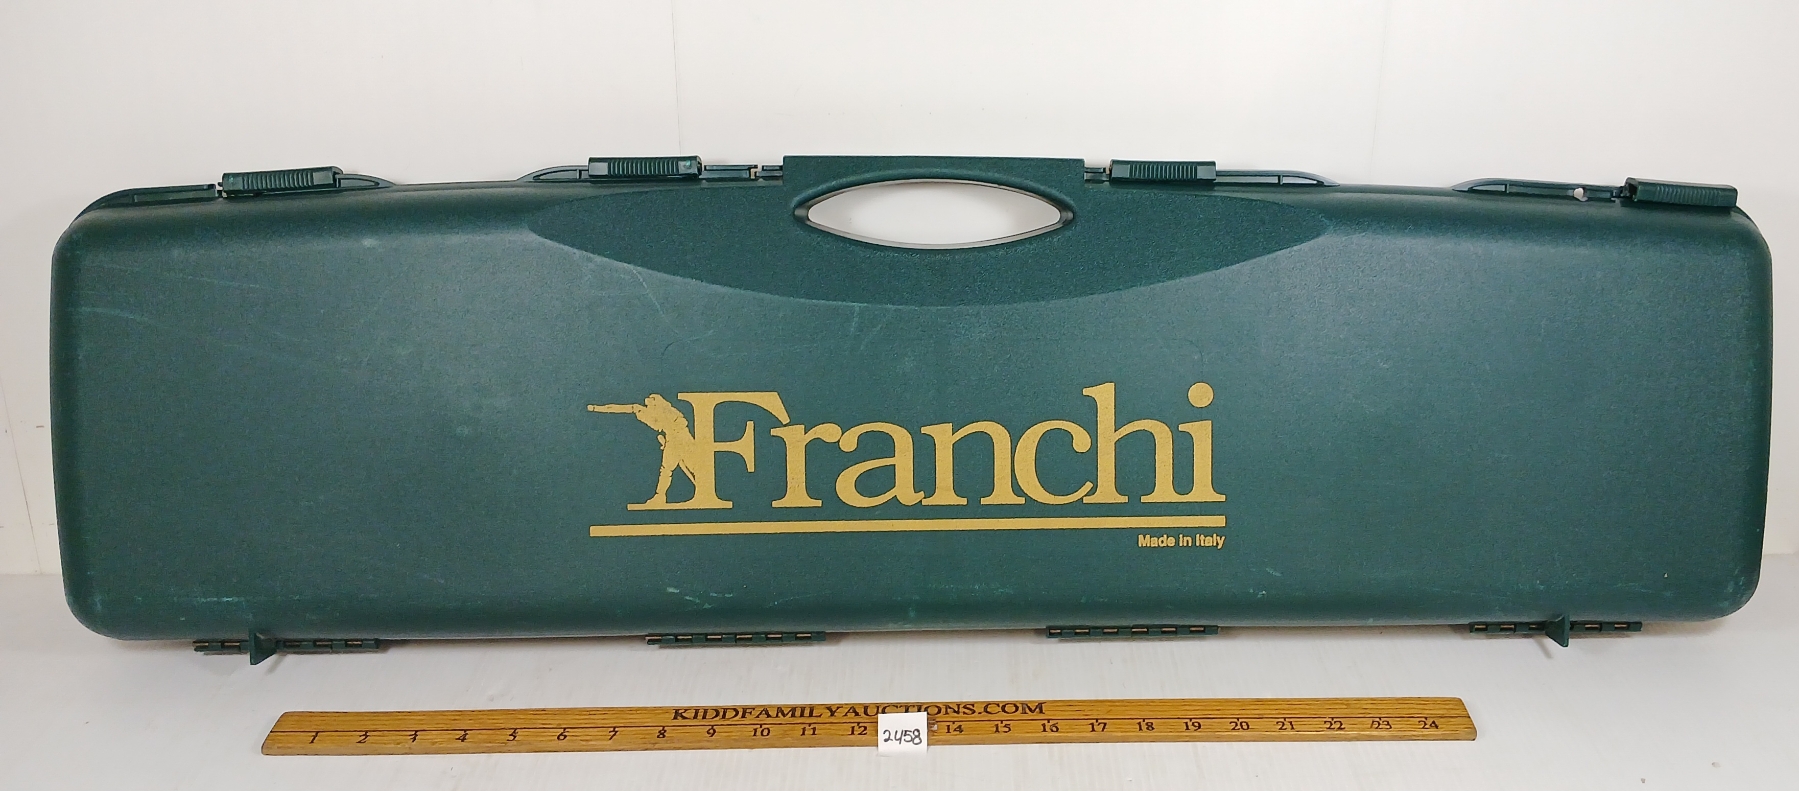 Franchi
Made in Italy
KIDDFAMILYAUCTIONS.COM
1 2 3 4 5 6 7 8 9 10 11 12 14 15 16 17 18 19 20 21 22 23 24
2458